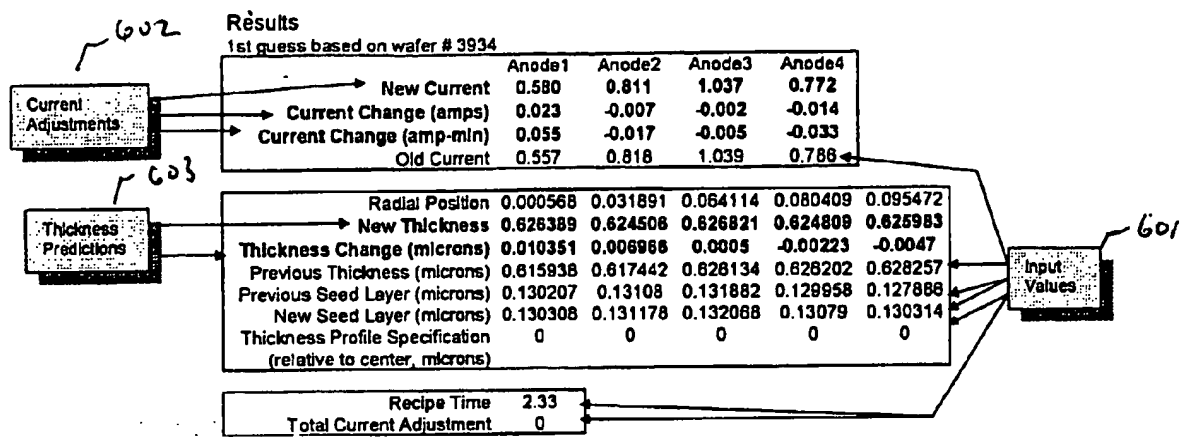 602
Results
1st guess based on wafer # 3934
Anode1 Anode2 Anode3 Anode4
New Current 0.580 0.811 1.037 0.772
Current Change (amps) 0.023 -0.007 -0.002 -0.014
Current Change (amp-min) 0.055 -0.017 -0.005 -0.033
Old Current 0.557 0.818 1.039 0.786
Current
Adjustments
603
Radial Position 0.000568 0.031891 0.064114 0.080409 0.095472
New Thickness 0.626389 0.624506 0.626821 0.624809 0.625983
Thickness Change (microns) 0.010351 0.006966 0.0005 -0.00223 -0.0047
Previous Thickness (microns) 0.615938 0.617442 0.626134 0.628202 0.628257
Previous Seed Layer (microns) 0.130207 0.13108 0.131882 0.129958 0.127886
New Seed Layer (microns) 0.130308 0.131178 0.132068 0.13079 0.130314
Thickness Profile Specification 0 0 0 0 0
(relative to center, microns)
Thickness
Predictions
601
Input
Values
Recipe Time 2.33
Total Current Adjustment 0